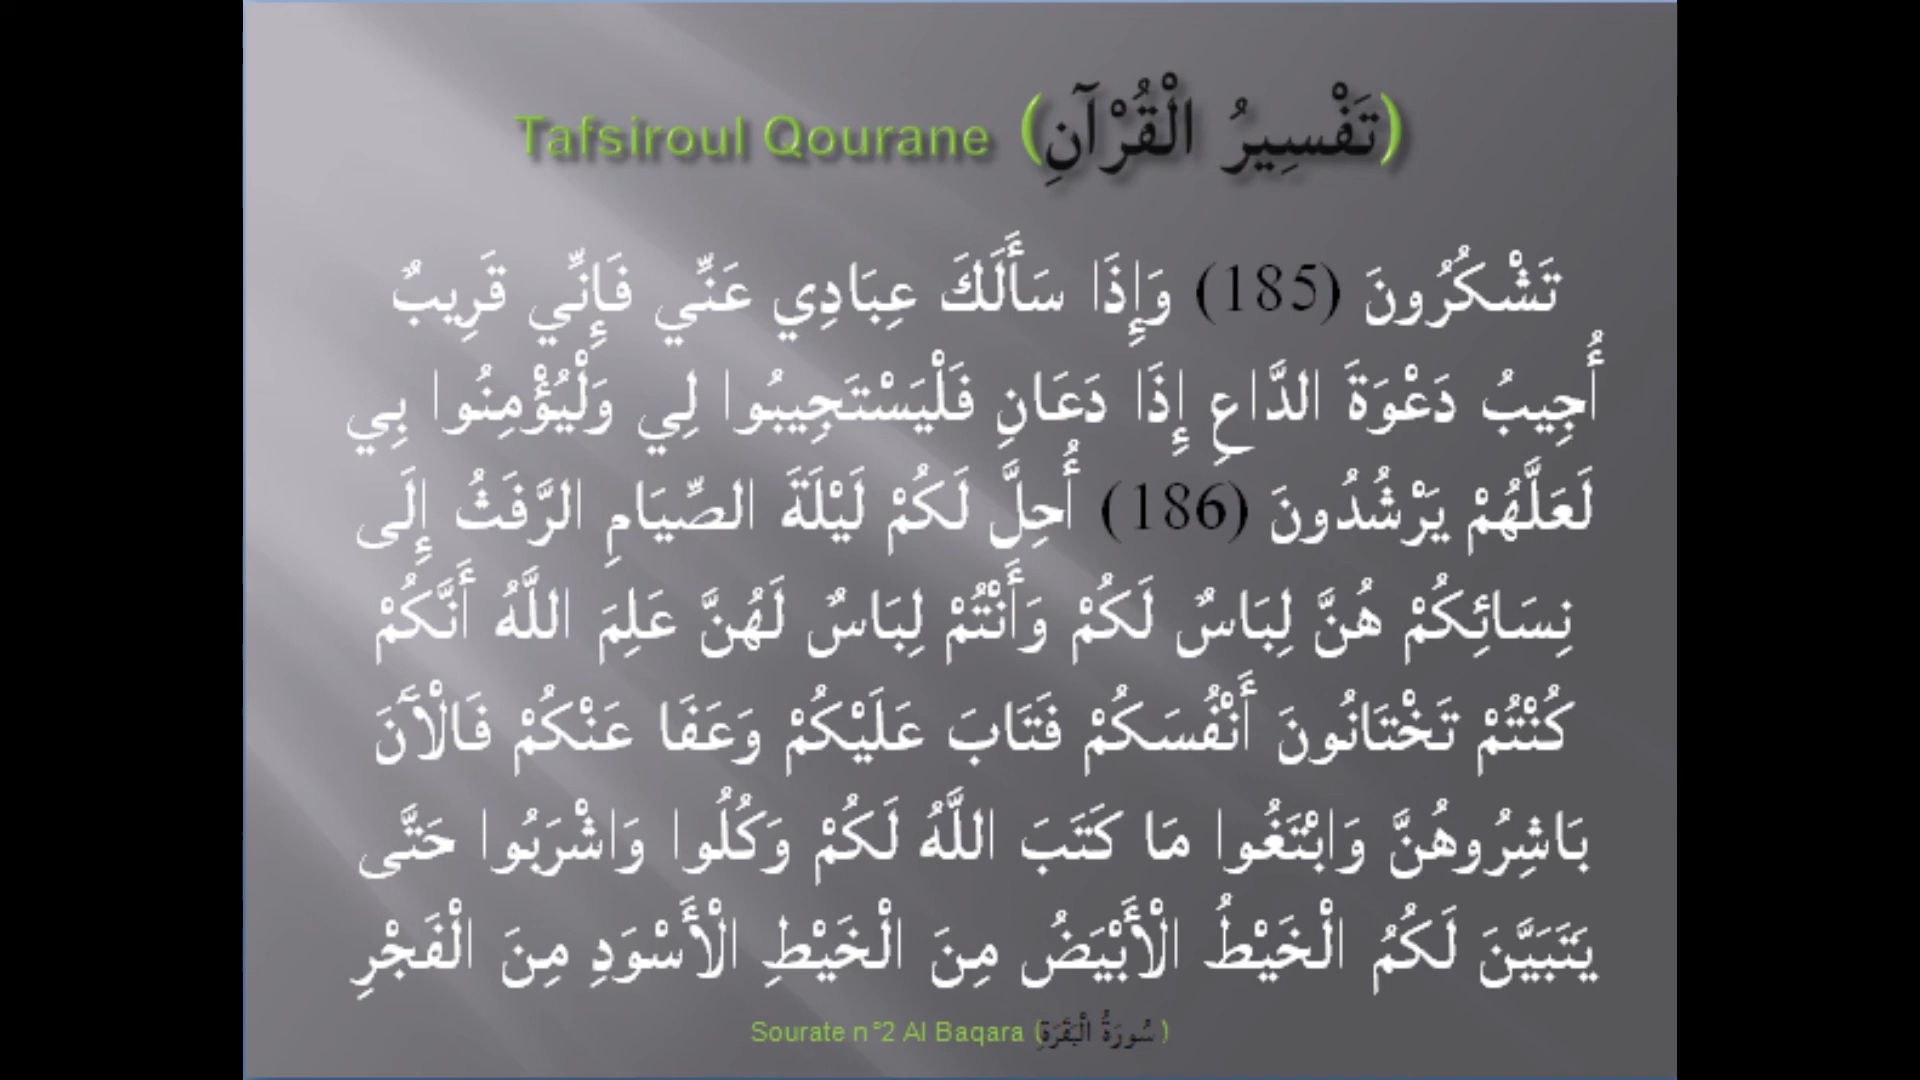 Tafsiroul Qourane (تَفْسِيرُ الْقُرْآنِ)
تَشْكُرُونَ (185) وَإِذَا سَأَلَكَ عِبَادِي عَنِّي فَإِنِّي قَرِيبٌ
أُجِيبُ دَعْوَةَ الدَّاعِ إِذَا دَعَانِ فَلْيَسْتَجِيبُوا لِي وَلْيُؤْمِنُوا بِي
لَعَلَّهُمْ يَرْشُدُونَ (186) أُحِلَّ لَكُمْ لَيْلَةَ الصِّيَامِ الرَّفَثُ إِلَى
نِسَائِكُمْ هُنَّ لِبَاسٌ لَكُمْ وَأَنْتُمْ لِبَاسٌ لَهُنَّ عَلِمَ اللَّهُ أَنَّكُمْ
كُنْتُمْ تَخْتَانُونَ أَنْفُسَكُمْ فَتَابَ عَلَيْكُمْ وَعَفَا عَنْكُمْ فَالْآَنَ
بَاشِرُوهُنَّ وَابْتَغُوا مَا كَتَبَ اللَّهُ لَكُمْ وَكُلُوا وَاشْرَبُوا حَتَّى
يَتَبَيَّنَ لَكُمُ الْخَيْطُ الْأَبْيَضُ مِنَ الْخَيْطِ الْأَسْوَدِ مِنَ الْفَجْرِ
Sourate n°2 Al Baqara (سُورَةُ الْبَقَرَةِ)